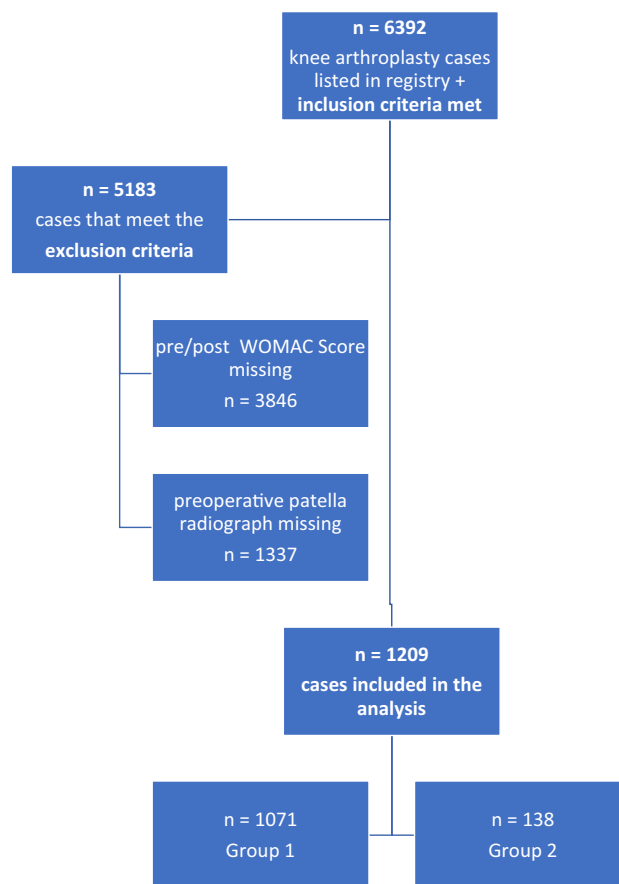 n = 6392
knee arthroplasty cases
listed in registry +
inclusion criteria met
n = 5183
cases that meet the
exclusion criteria
pre/post WOMAC Score
missing
n = 3846
preoperative patella
radiograph missing
n = 1337
n = 1209
cases included in the
analysis
n = 1071
Group 1
n = 138
Group 2